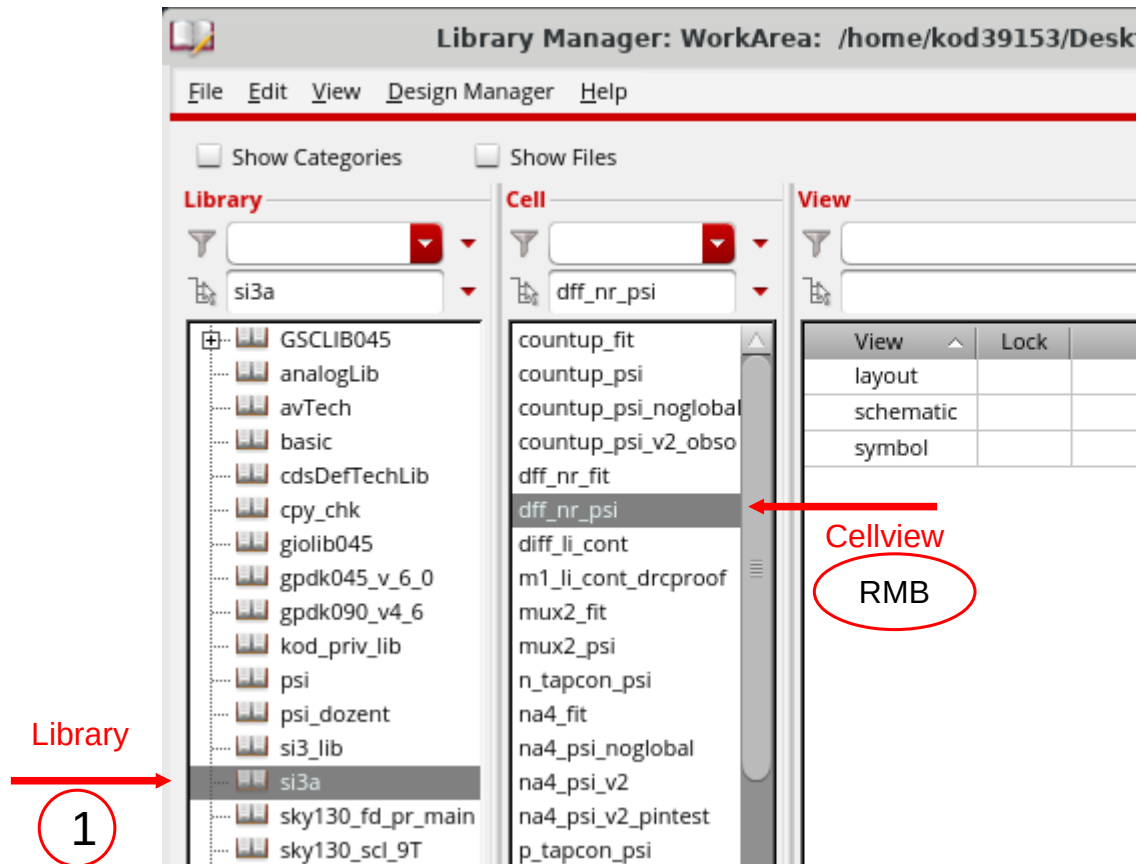 Library Manager: WorkArea: /home/kod39153/Desk
File Edit View Design Manager Help
Show Categories Show Files
Library
si3a
GSCLIB045
analogLib
avTech
basic
cdsDefTechLib
cpy_chk
giolib045
gpdk045_v_6_0
gpdk090_v4_6
kod_priv_lib
psi
psi_dozent
si3_lib
si3a
sky130_fd_pr_main
sky130_scl_9T
Cell
dff_nr_psi
countup_fit
countup_psi
countup_psi_noglobal
countup_psi_v2_obso
dff_nr_fit
dff_nr_psi
diff_li_cont
m1_li_cont_drcproof
mux2_fit
mux2_psi
n_tapcon_psi
na4_fit
na4_psi_noglobal
na4_psi_v2
na4_psi_v2_pintest
p_tapcon_psi
View
View Lock
layout
schematic
symbol
Cellview
RMB
Library
1